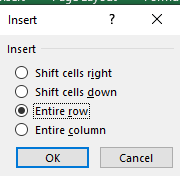 Insert
?
Insert
Shift cells right
Shift cells down
Entire row
Entire column
OK Cancel